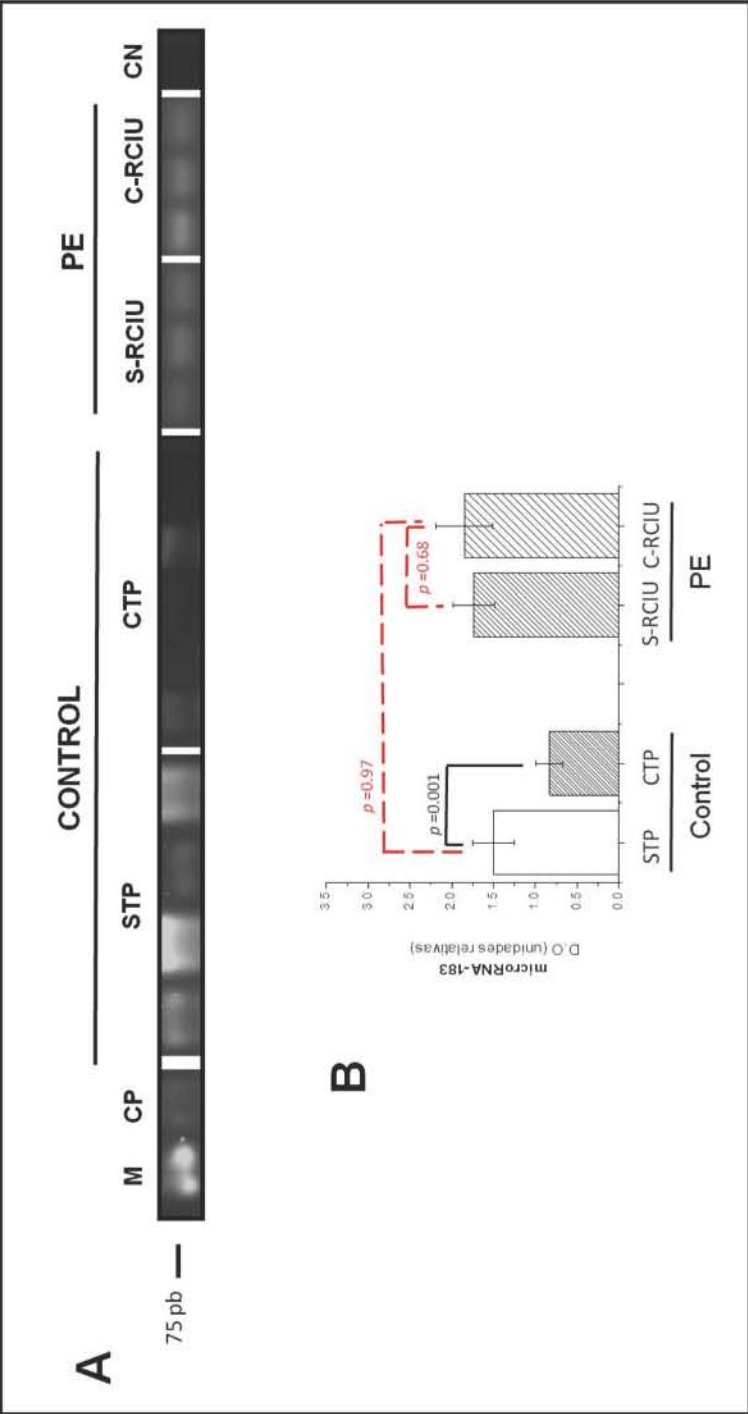 A
CONTROL
PE
M CP STP CTP S-RCIU C-RCIU CN
75 pb
B
microRNA-183
D.O (unidades relativas)
3.5
3.0
2.5
2.0
1.5
1.0
0.5
0.0
p =0.97
p =0.001
p =0.68
STP CTP S-RCIU C-RCIU
Control PE